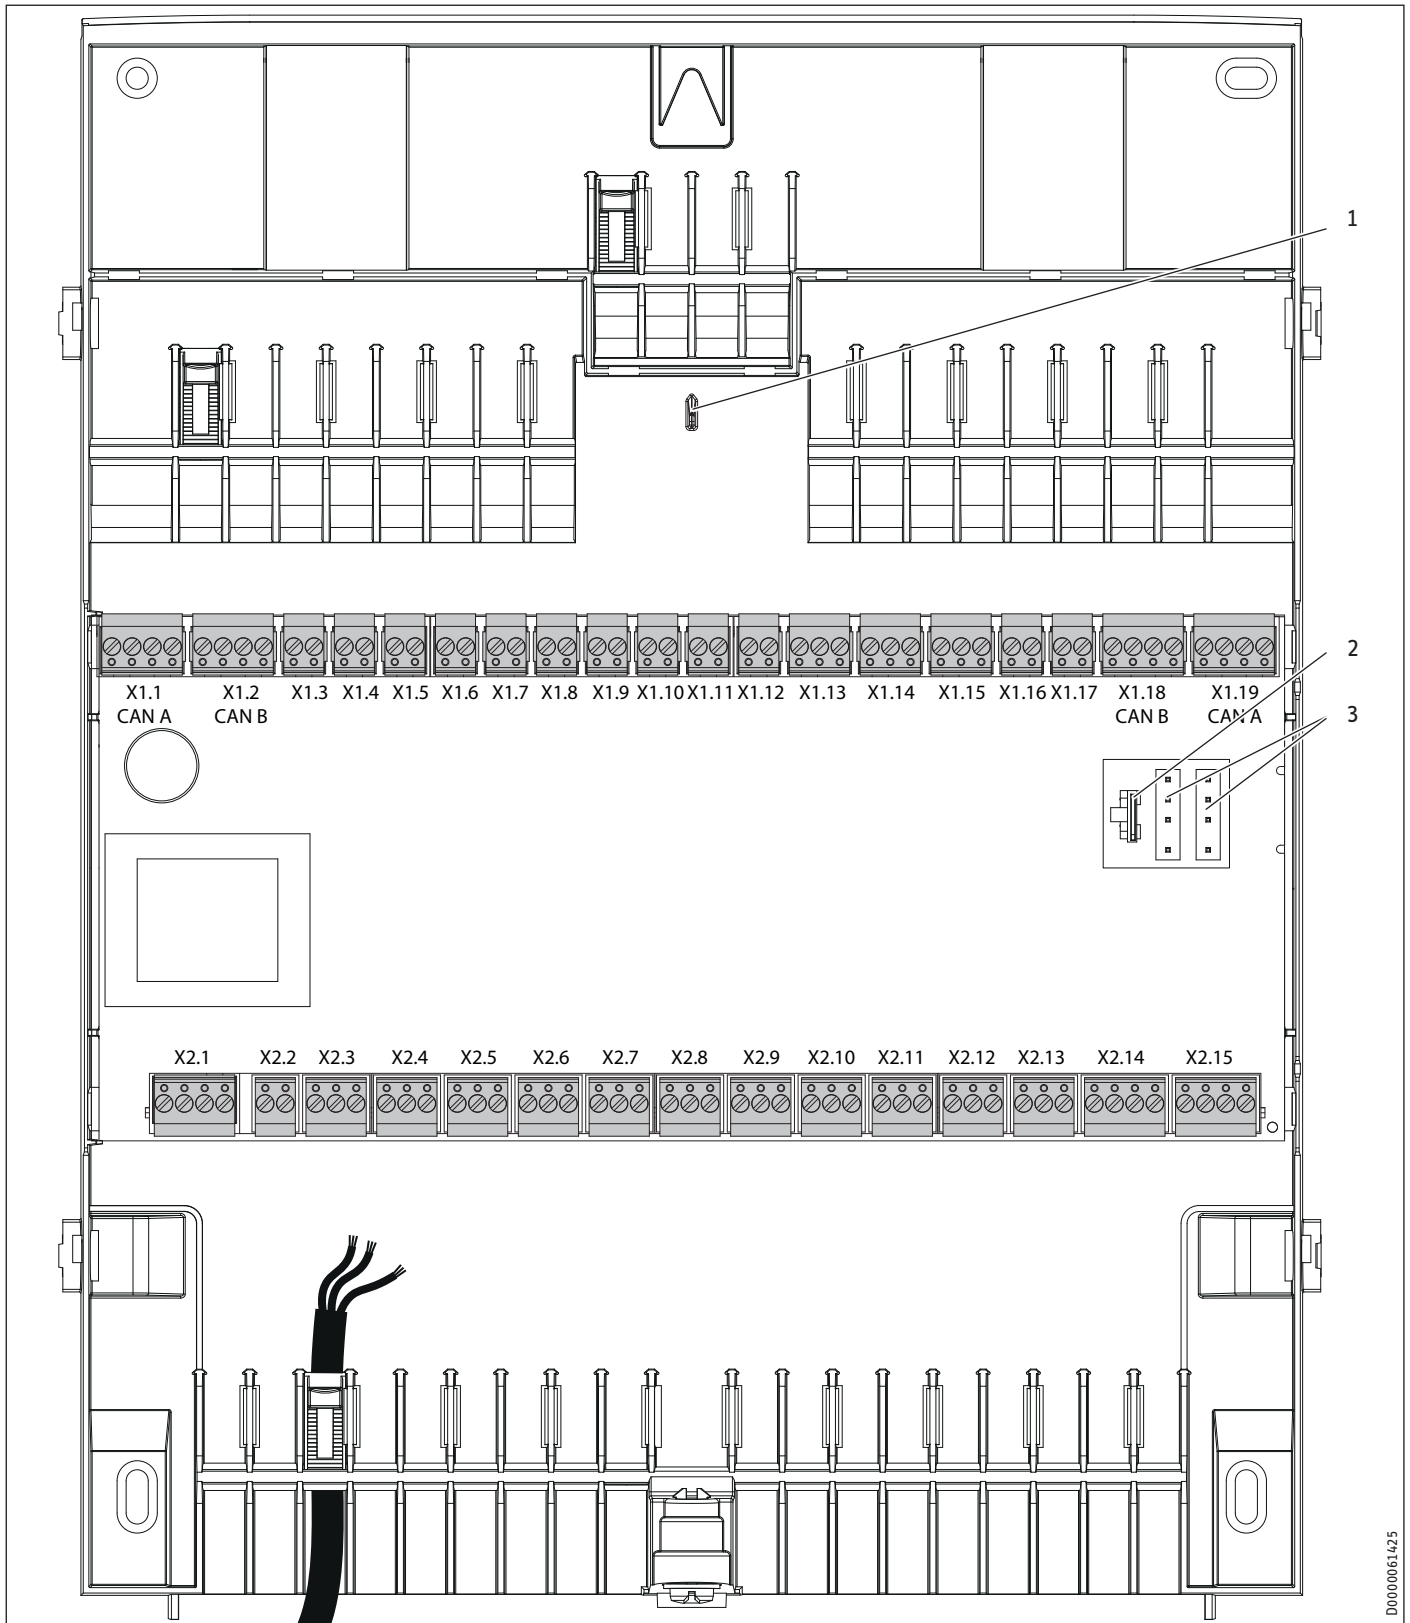 1
X1.1 X1.2 X1.3 X1.4 X1.5 X1.6 X1.7 X1.8 X1.9 X1.10 X1.11 X1.12 X1.13 X1.14 X1.15 X1.16 X1.17 X1.18 X1.19
CAN A CAN B CAN B CAN A
2
3
X2.1 X2.2 X2.3 X2.4 X2.5 X2.6 X2.7 X2.8 X2.9 X2.10 X2.11 X2.12 X2.13 X2.14 X2.15
D0000061425